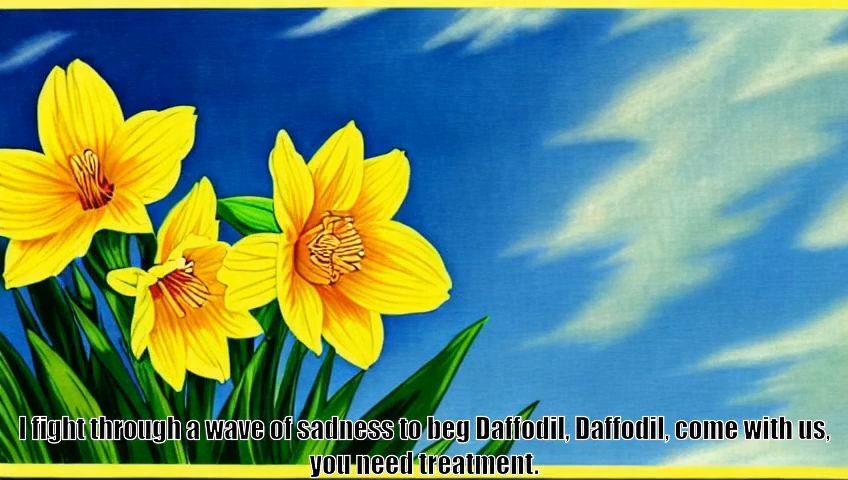 I fight through a wave of sadness to beg Daffodil, Daffodil, come with us,
you need treatment.